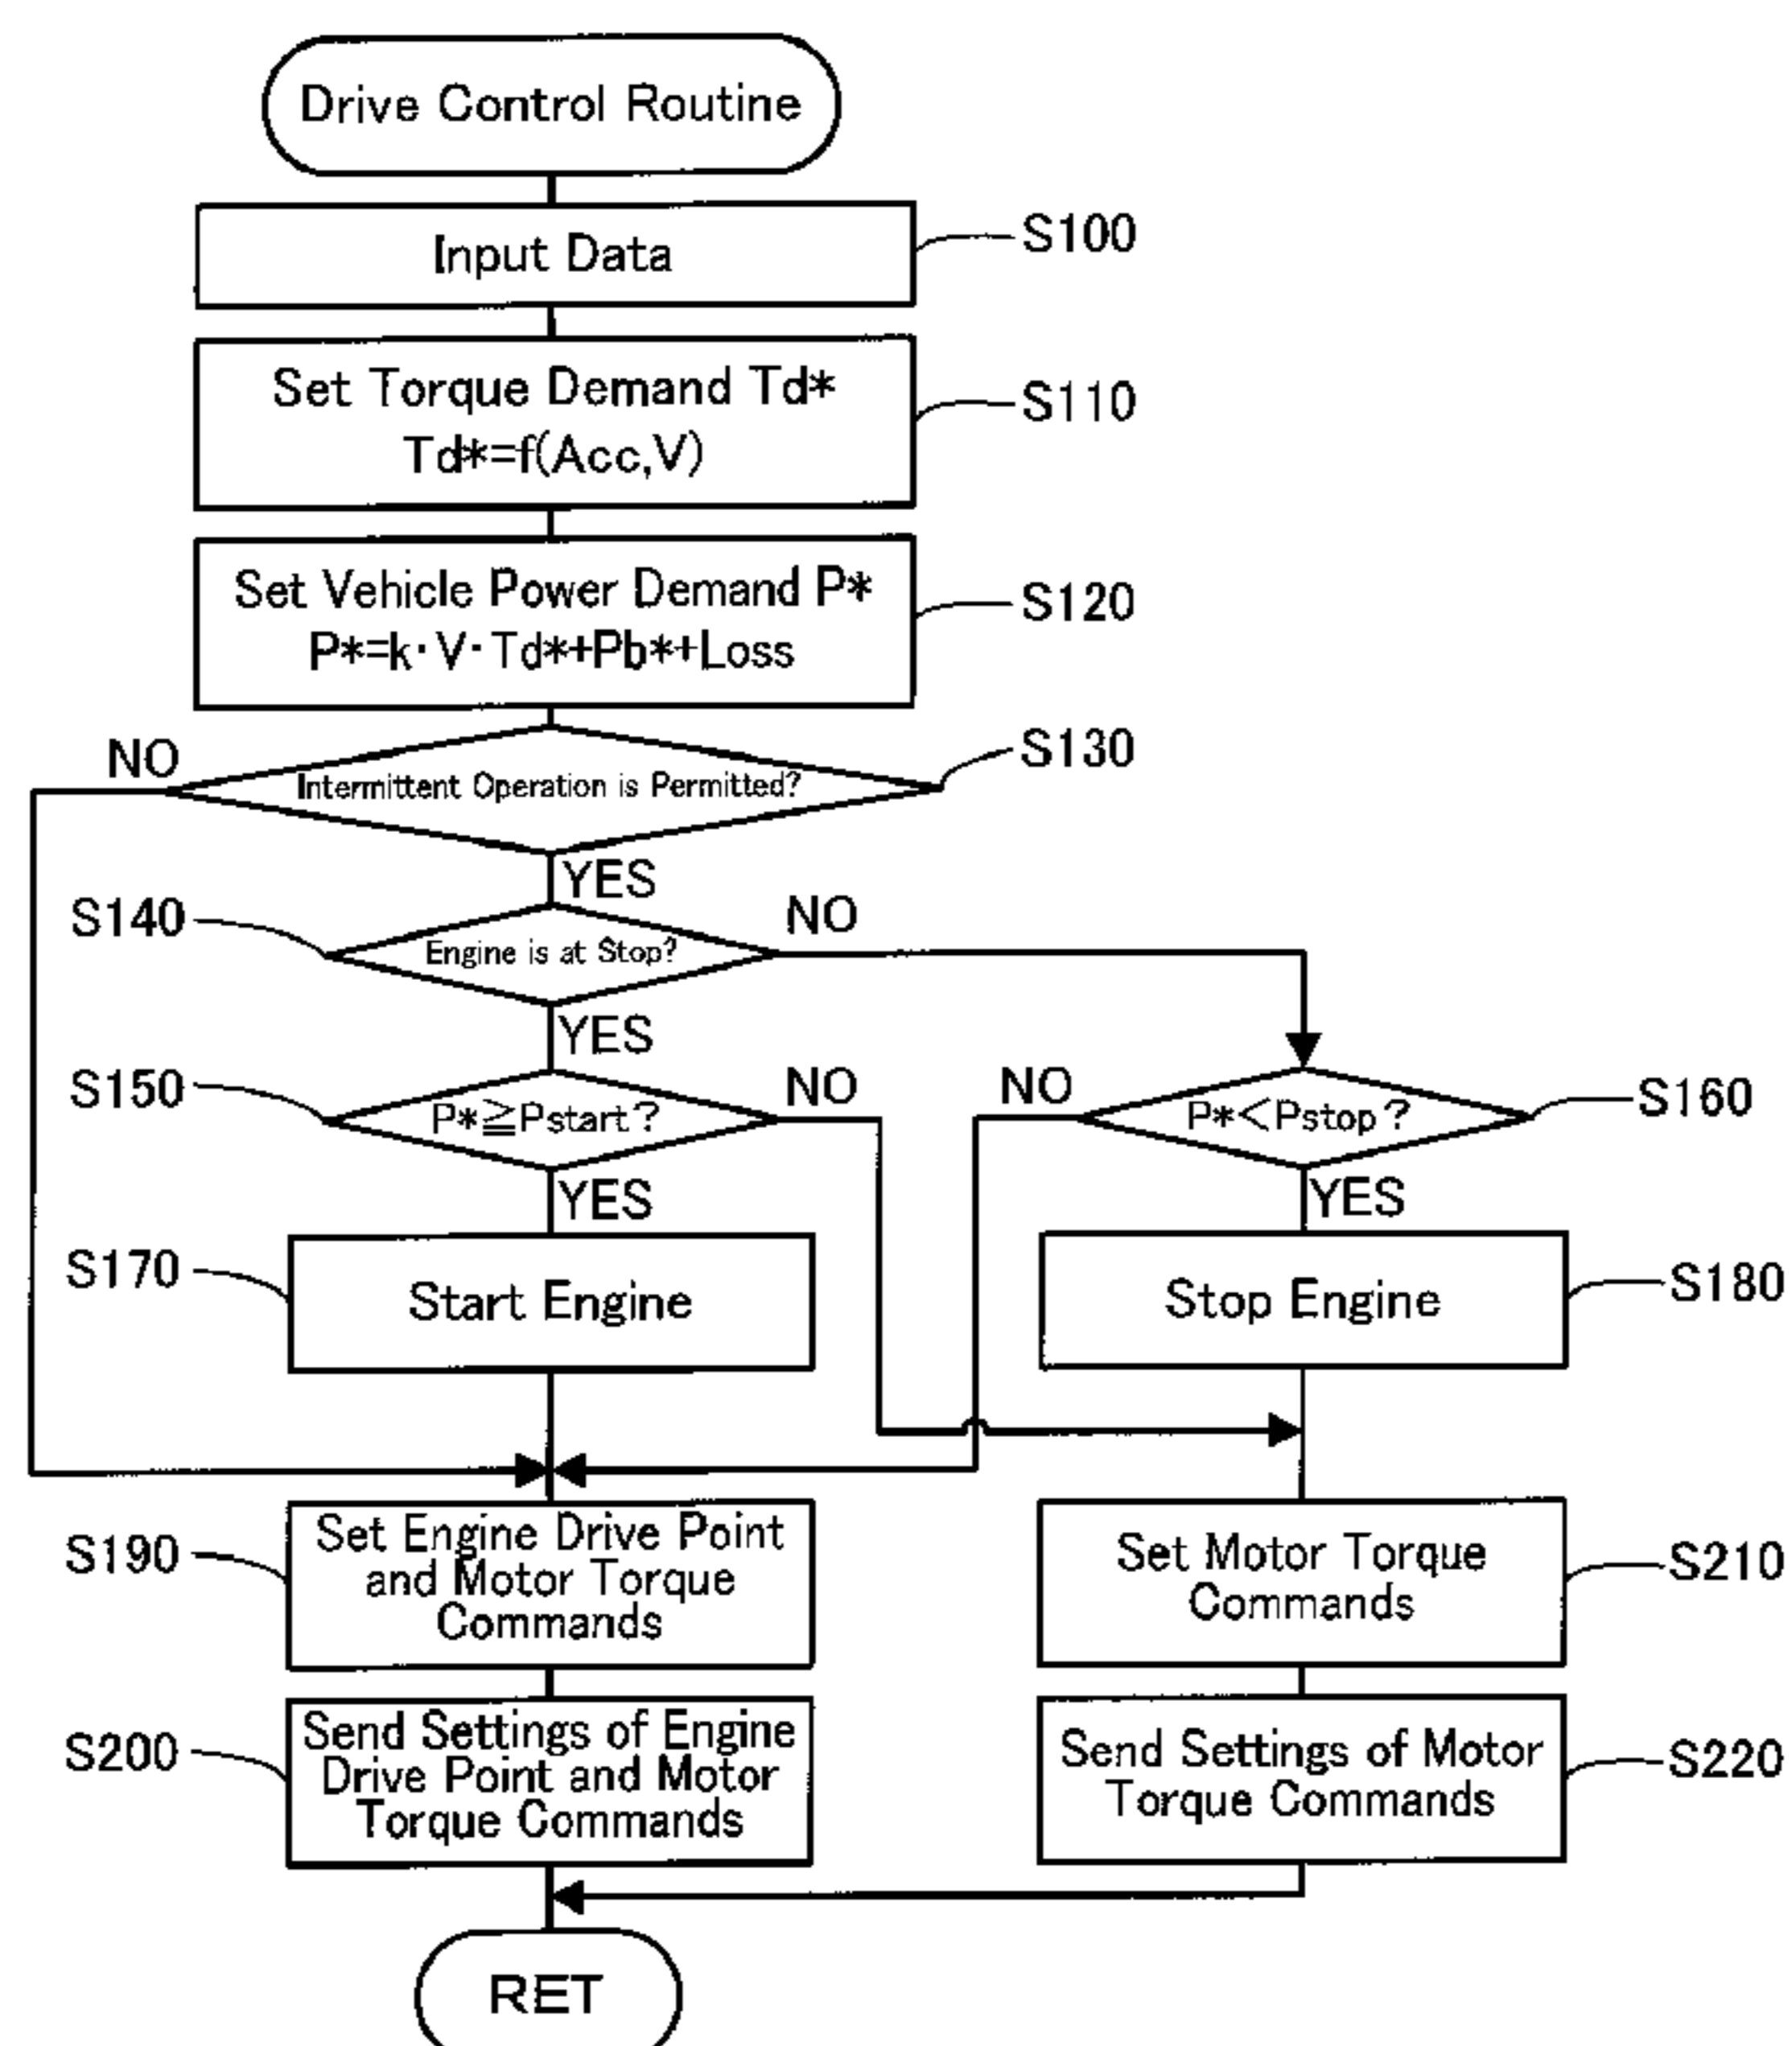 Drive Control Routine
Input Data
S100
Set Torque Demand Td*
Td*=f(Acc,V)
S110
Set Vehicle Power Demand P*
P*=k・V・Td*+Pb*+Loss
S120
NO
Intermittent Operation is Permitted?
S130
YES
S140
Engine is at Stop?
NO
YES
S150
P*≧Pstart?
NO
NO
P*<Pstop?
S160
YES
YES
S170
Start Engine
Stop Engine
S180
S190
Set Engine Drive Point
and Motor Torque
Commands
Set Motor Torque
Commands
S210
S200
Send Settings of Engine
Drive Point and Motor
Torque Commands
Send Settings of Motor
Torque Commands
S220
RET